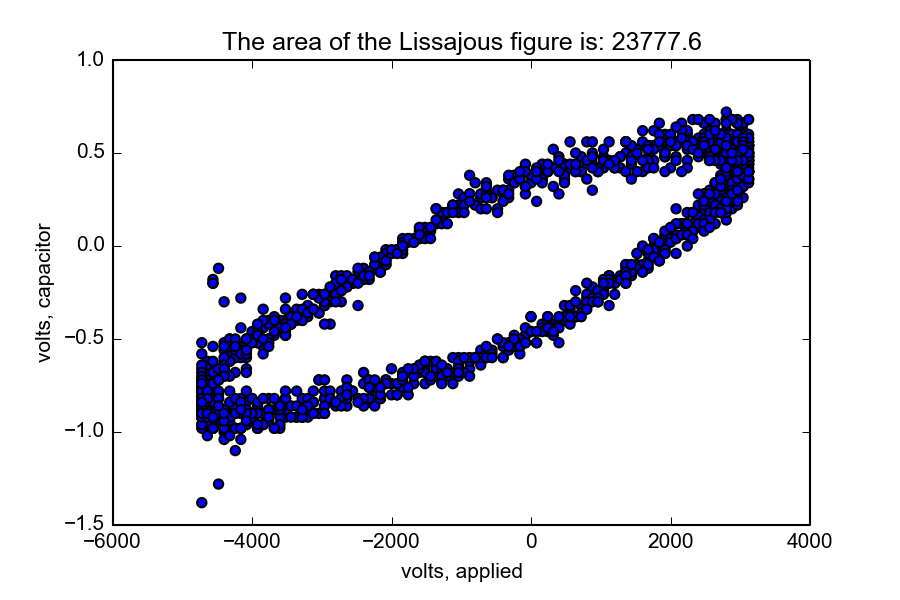 The area of the Lissajous figure is: 23777.6
1.0
0.5
0.0
−0.5
−1.0
−1.5
−6000 −4000 −2000 0 2000 4000
volts, capacitor
volts, applied